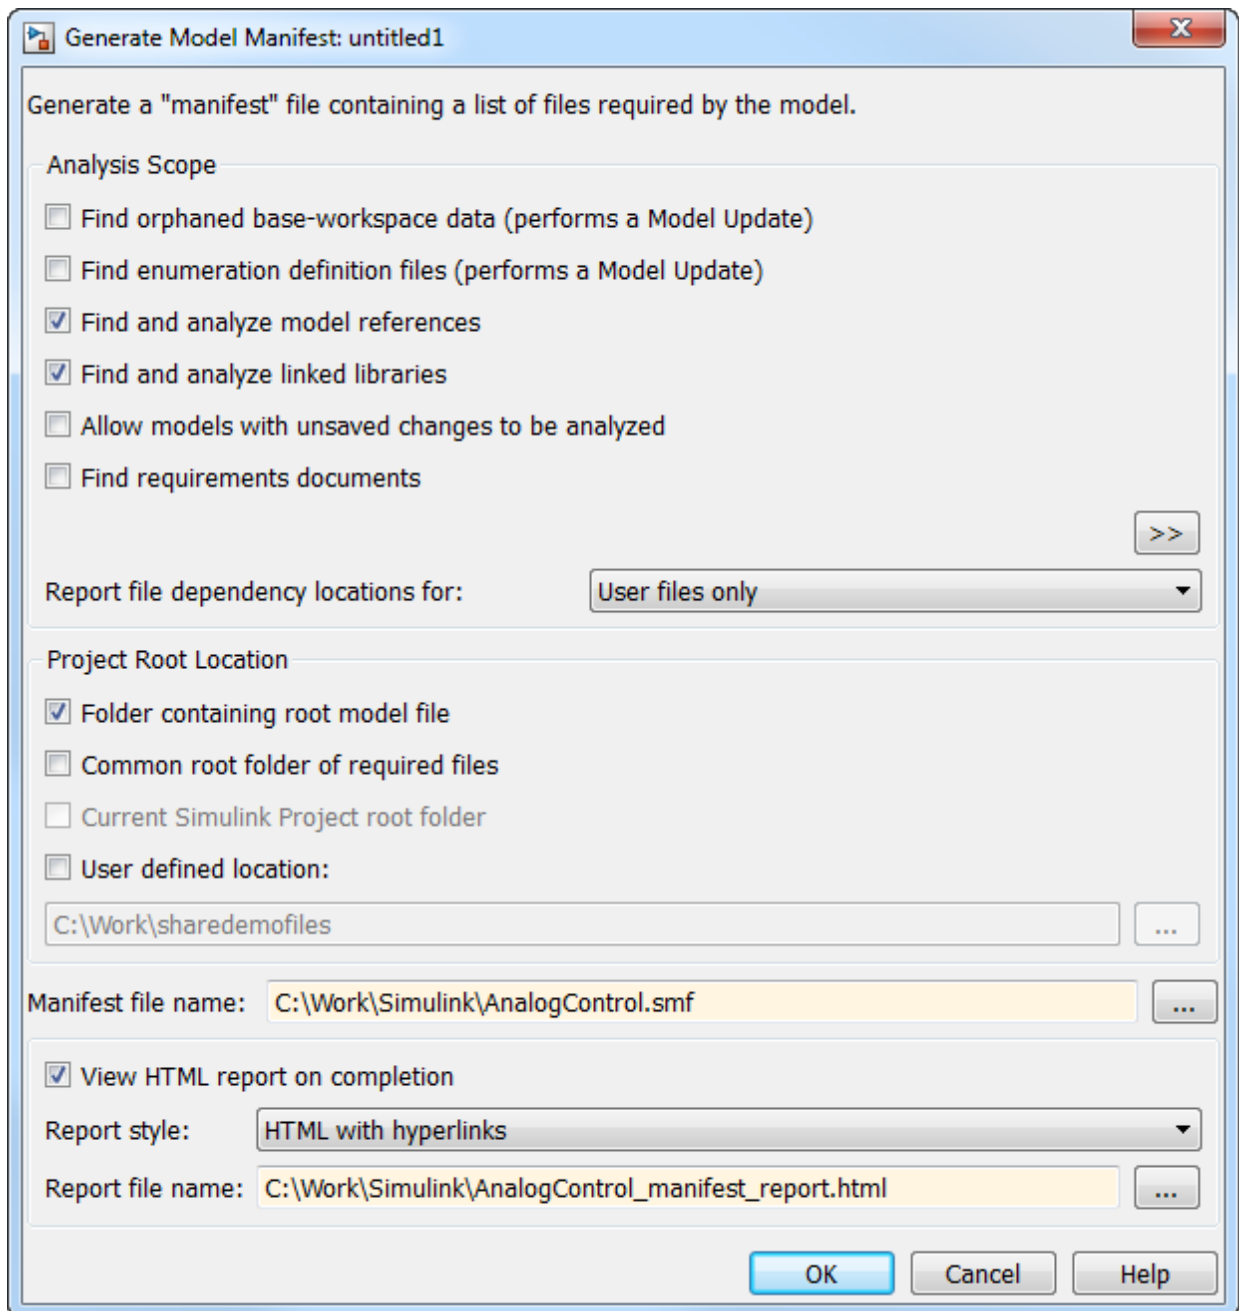 Generate Model Manifest: untitled1
Generate a "manifest" file containing a list of files required by the model.
Analysis Scope
Find orphaned base-workspace data (performs a Model Update)
Find enumeration definition files (performs a Model Update)
Find and analyze model references
Find and analyze linked libraries
Allow models with unsaved changes to be analyzed
Find requirements documents
>>
Report file dependency locations for: User files only
Project Root Location
Folder containing root model file
Common root folder of required files
Current Simulink Project root folder
User defined location:
C:\Work\sharedemofiles ...
Manifest file name: C:\Work\Simulink\AnalogControl.smf ...
View HTML report on completion
Report style: HTML with hyperlinks
Report file name: C:\Work\Simulink\AnalogControl_manifest_report.html ...
OK Cancel Help